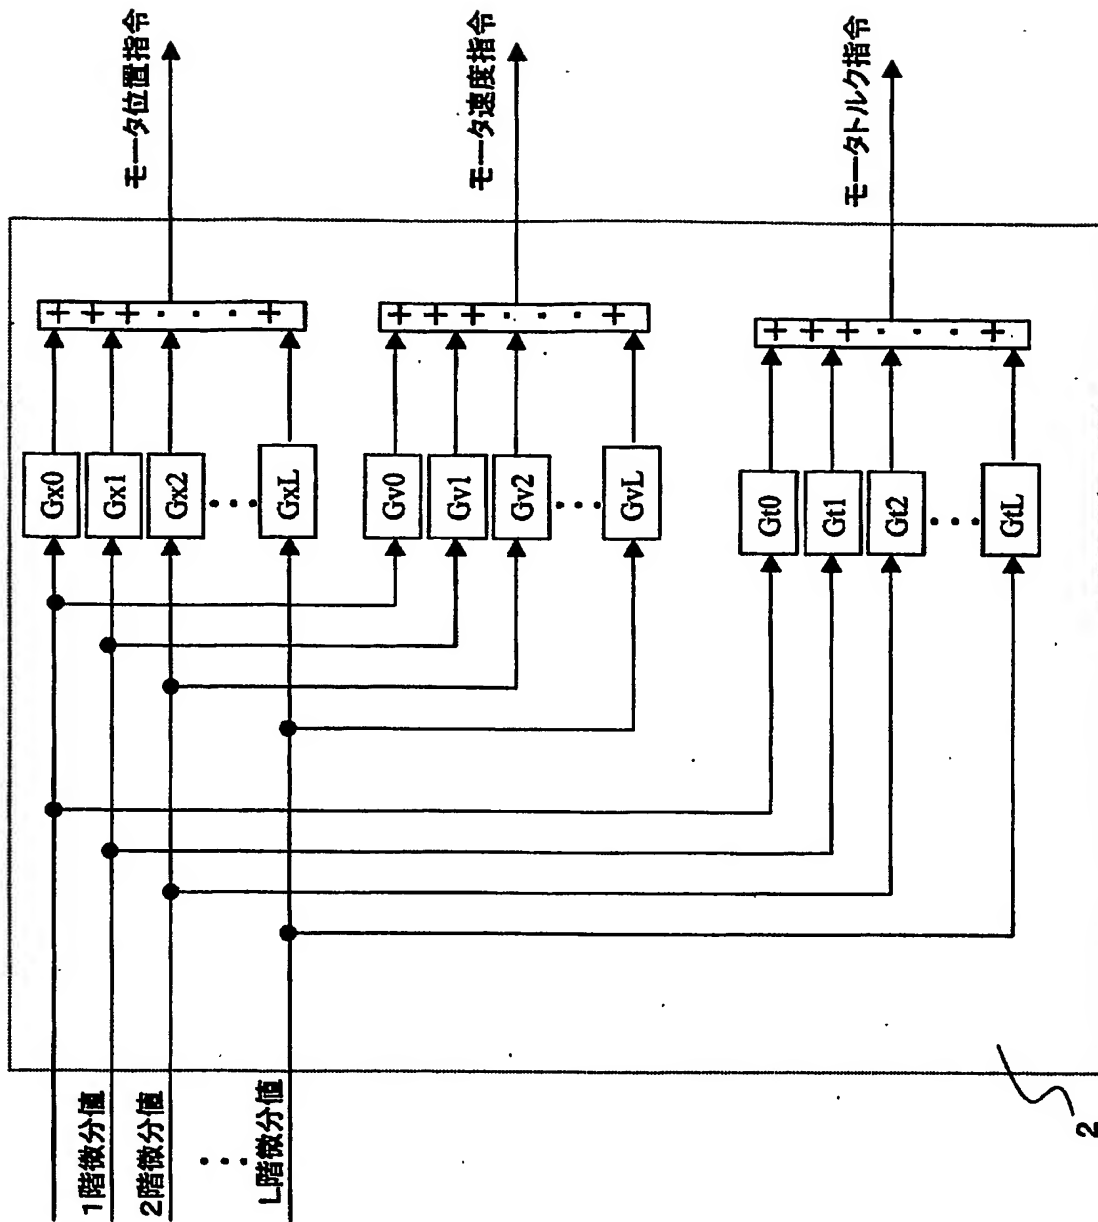 1階微分値
2階微分値
・・・
L階微分値
Gx0
Gx1
Gx2
・・・
GxL
+
+
+
・
・
・
+
モータ位置指令
Gv0
Gv1
Gv2
・・・
GvL
+
+
+
・
・
・
+
モータ速度指令
Gt0
Gt1
Gt2
・・・
GtL
+
+
+
・
・
・
+
モータトルク指令
2